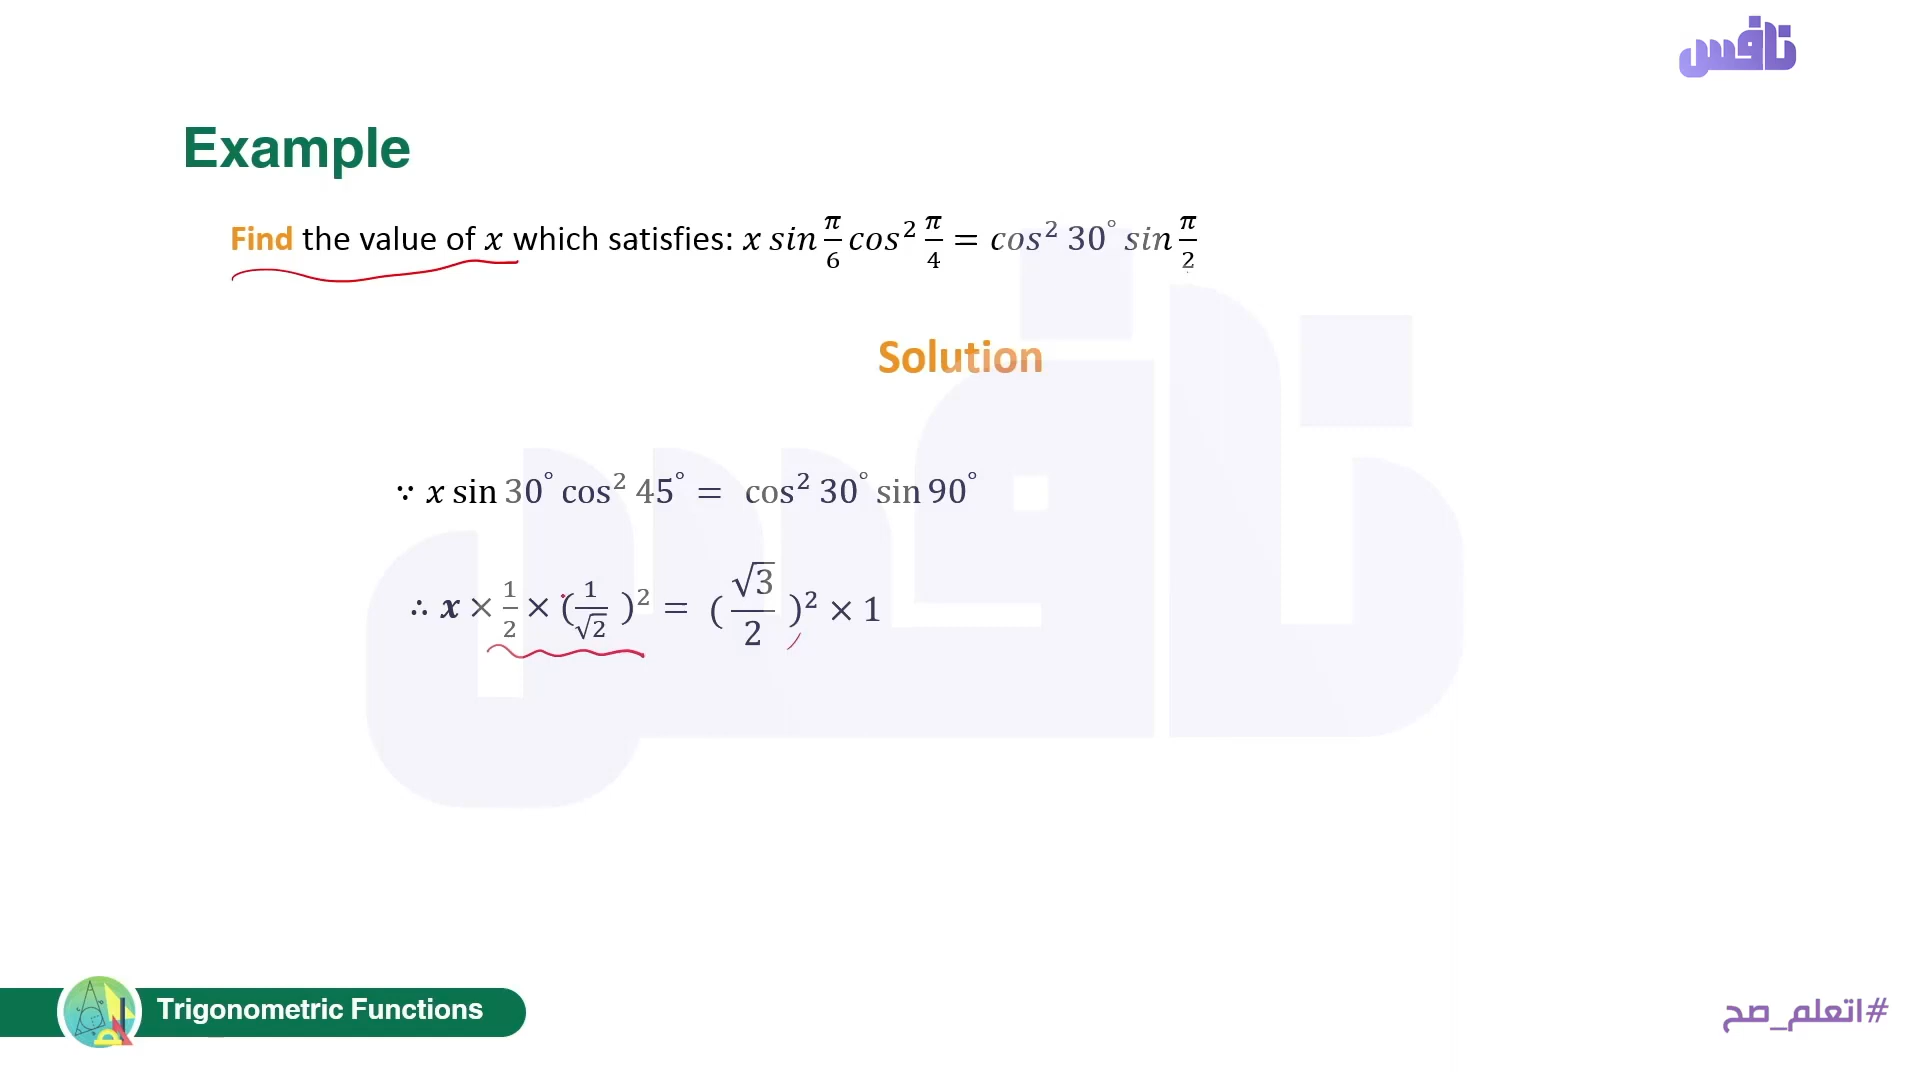 نافس
Example
Find the value of 𝑥 which satisfies: 𝑥 𝑠𝑖𝑛 π/6 𝑐𝑜𝑠² π/4 = 𝑐𝑜𝑠² 30° 𝑠𝑖𝑛 π/2
Solution
∵ 𝑥 sin 30° cos² 45° = cos² 30° sin 90°
∴ 𝒙 × 1/2 × (1/√2)² = (√3/2)² × 1
Trigonometric Functions
#اتعلم_صح